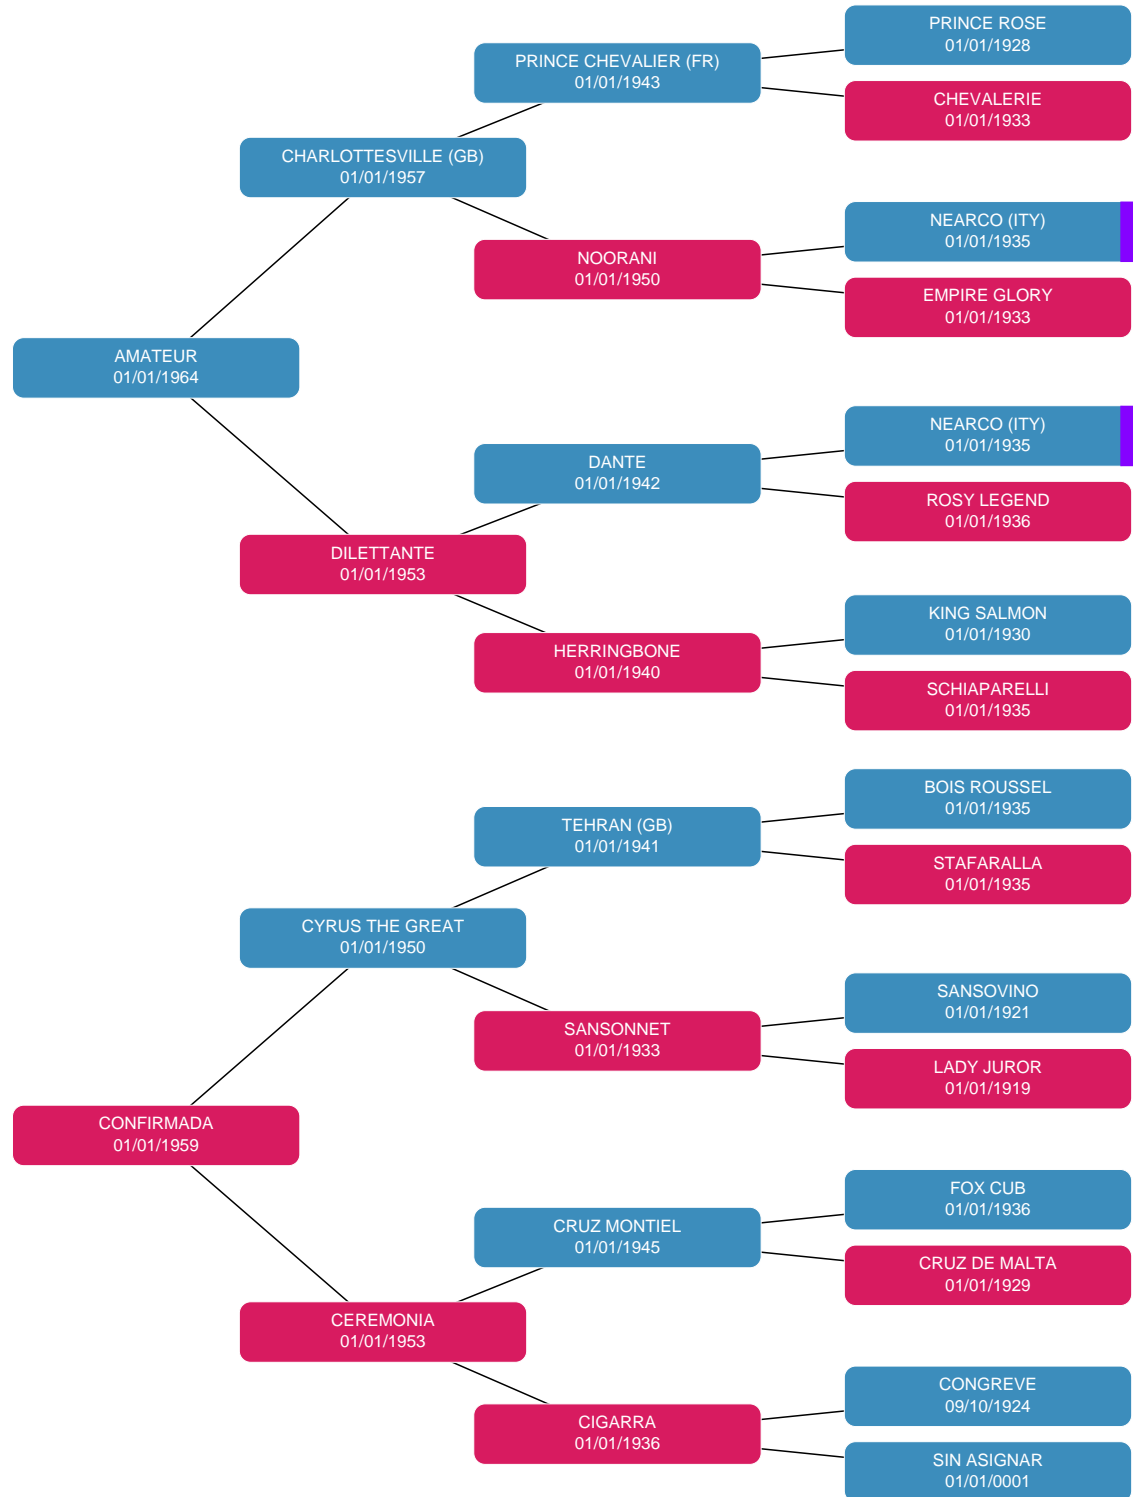 PRINCE ROSE
01/01/1928
PRINCE CHEVALIER (FR)
01/01/1943
CHEVALERIE
01/01/1933
CHARLOTTESVILLE (GB)
01/01/1957
NEARCO (ITY)
01/01/1935
NOORANI
01/01/1950
EMPIRE GLORY
01/01/1933
AMATEUR
01/01/1964
NEARCO (ITY)
01/01/1935
DANTE
01/01/1942
ROSY LEGEND
01/01/1936
DILETTANTE
01/01/1953
KING SALMON
01/01/1930
HERRINGBONE
01/01/1940
SCHIAPARELLI
01/01/1935
BOIS ROUSSEL
01/01/1935
TEHRAN (GB)
01/01/1941
STAFARALLA
01/01/1935
CYRUS THE GREAT
01/01/1950
SANSOVINO
01/01/1921
SANSONNET
01/01/1933
LADY JUROR
01/01/1919
CONFIRMADA
01/01/1959
FOX CUB
01/01/1936
CRUZ MONTIEL
01/01/1945
CRUZ DE MALTA
01/01/1929
CEREMONIA
01/01/1953
CONGREVE
09/10/1924
CIGARRA
01/01/1936
SIN ASIGNAR
01/01/0001